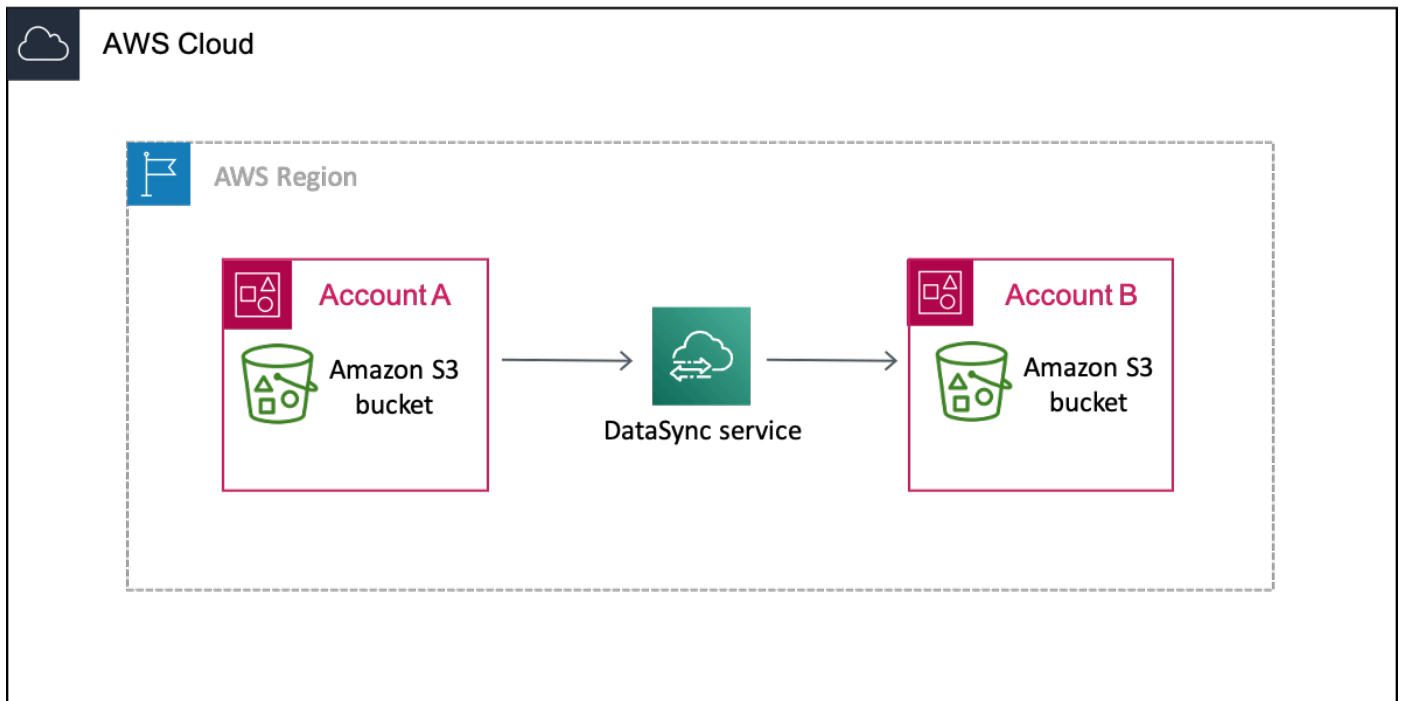 AWS Cloud
AWS Region
Account A
Account B
Amazon S3
bucket
Amazon S3
bucket
DataSync service